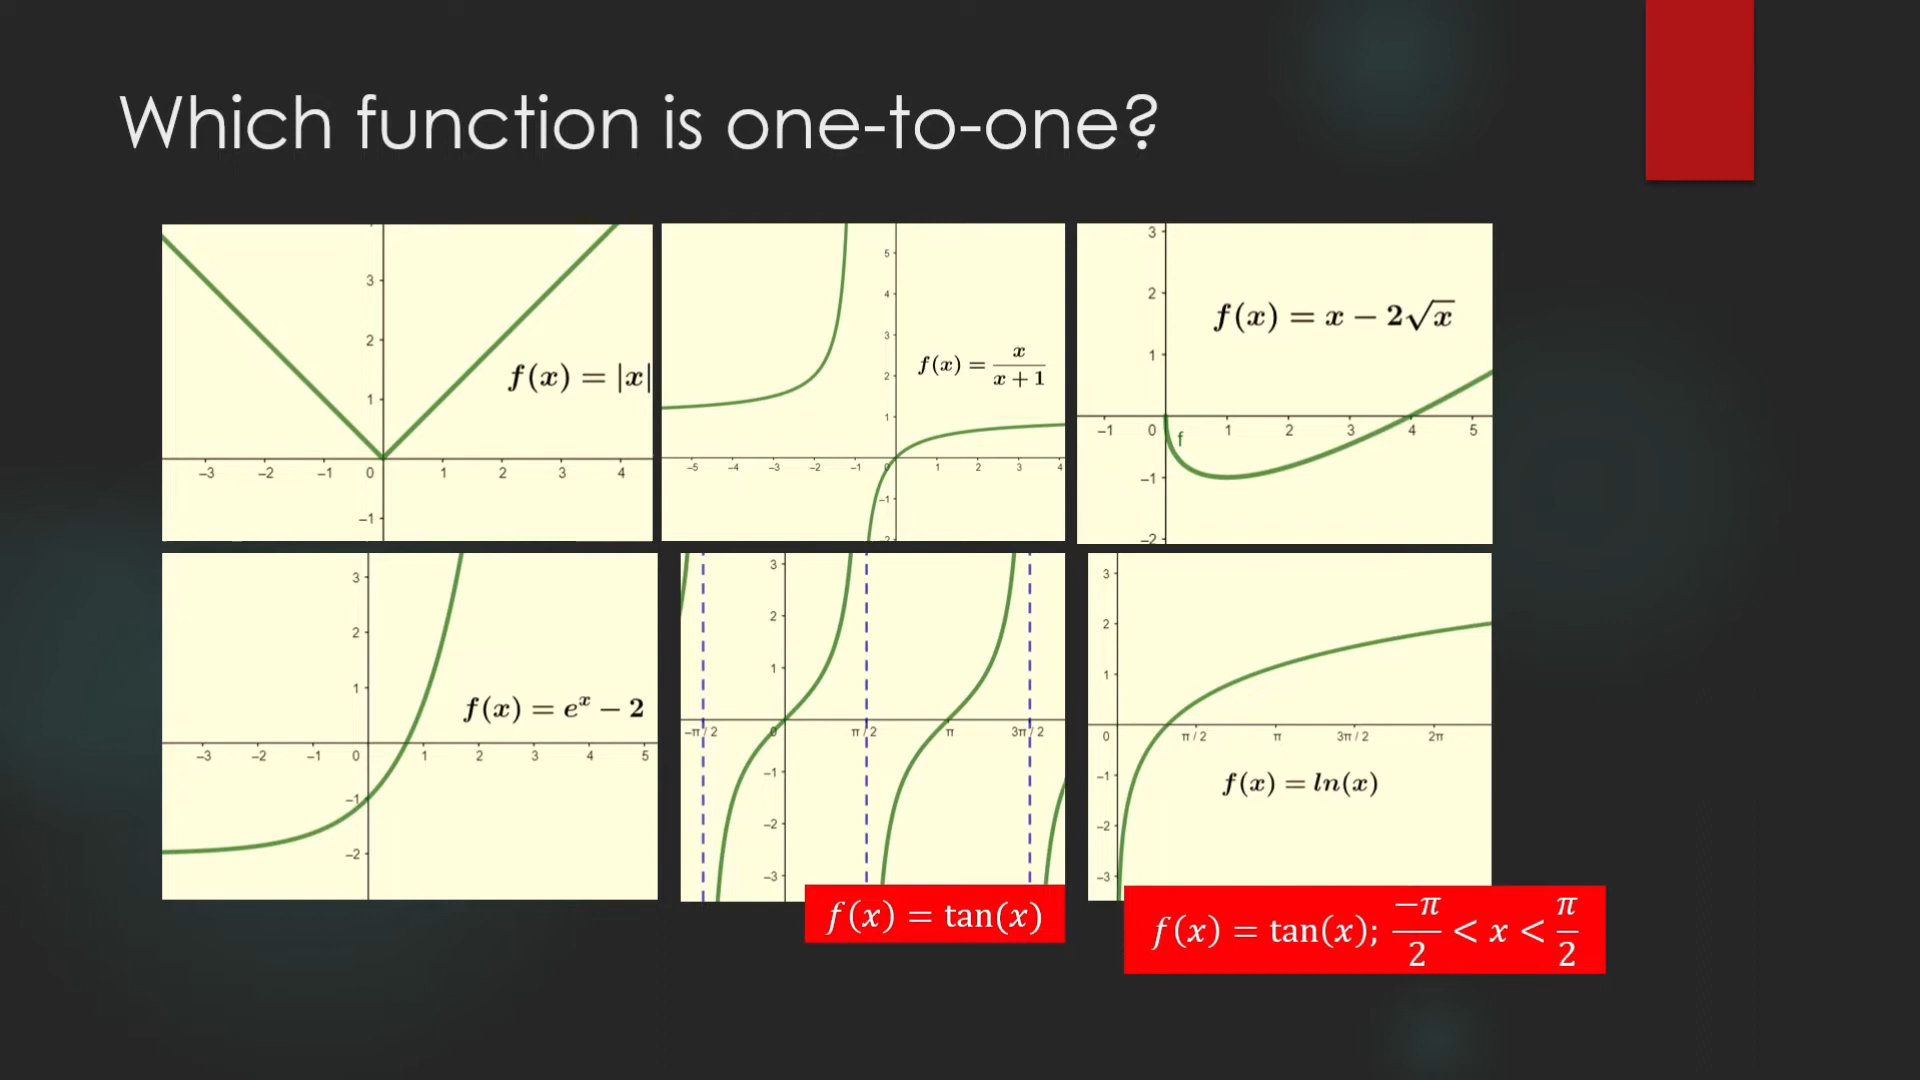 Which function is one-to-one?
3
2
1
f(x) = |x|
−3 −2 −1 0 1 2 3 4
−1
5
4
3
f(x) = x/(x + 1)
2
1
−5 −4 −3 −2 −1 0 1 2 3 4
−1
−2
3
2
f(x) = x − 2√x
1
−1 0 1 2 3 4 5
f
−1
−2
3
2
1
f(x) = eˣ − 2
−3 −2 −1 0 1 2 3 4 5
−1
−2
3
2
1
−π / 2 0 π / 2 π 3π / 2
−1
−2
−3
f(x) = tan(x)
3
2
1
0 π / 2 π 3π / 2 2π
−1
f(x) = ln(x)
−2
−3
f(x) = tan(x); −π/2 < x < π/2